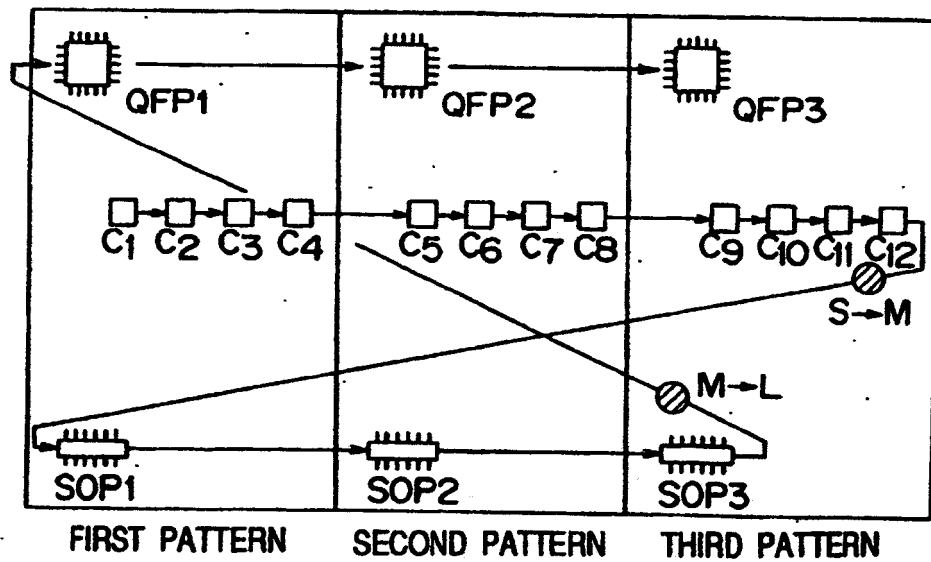 QFP1 QFP2 QFP3
C1 C2 C3 C4 C5 C6 C7 C8 C9 C10 C11 C12
S→M
M→L
SOP1 SOP2 SOP3
FIRST PATTERN SECOND PATTERN THIRD PATTERN